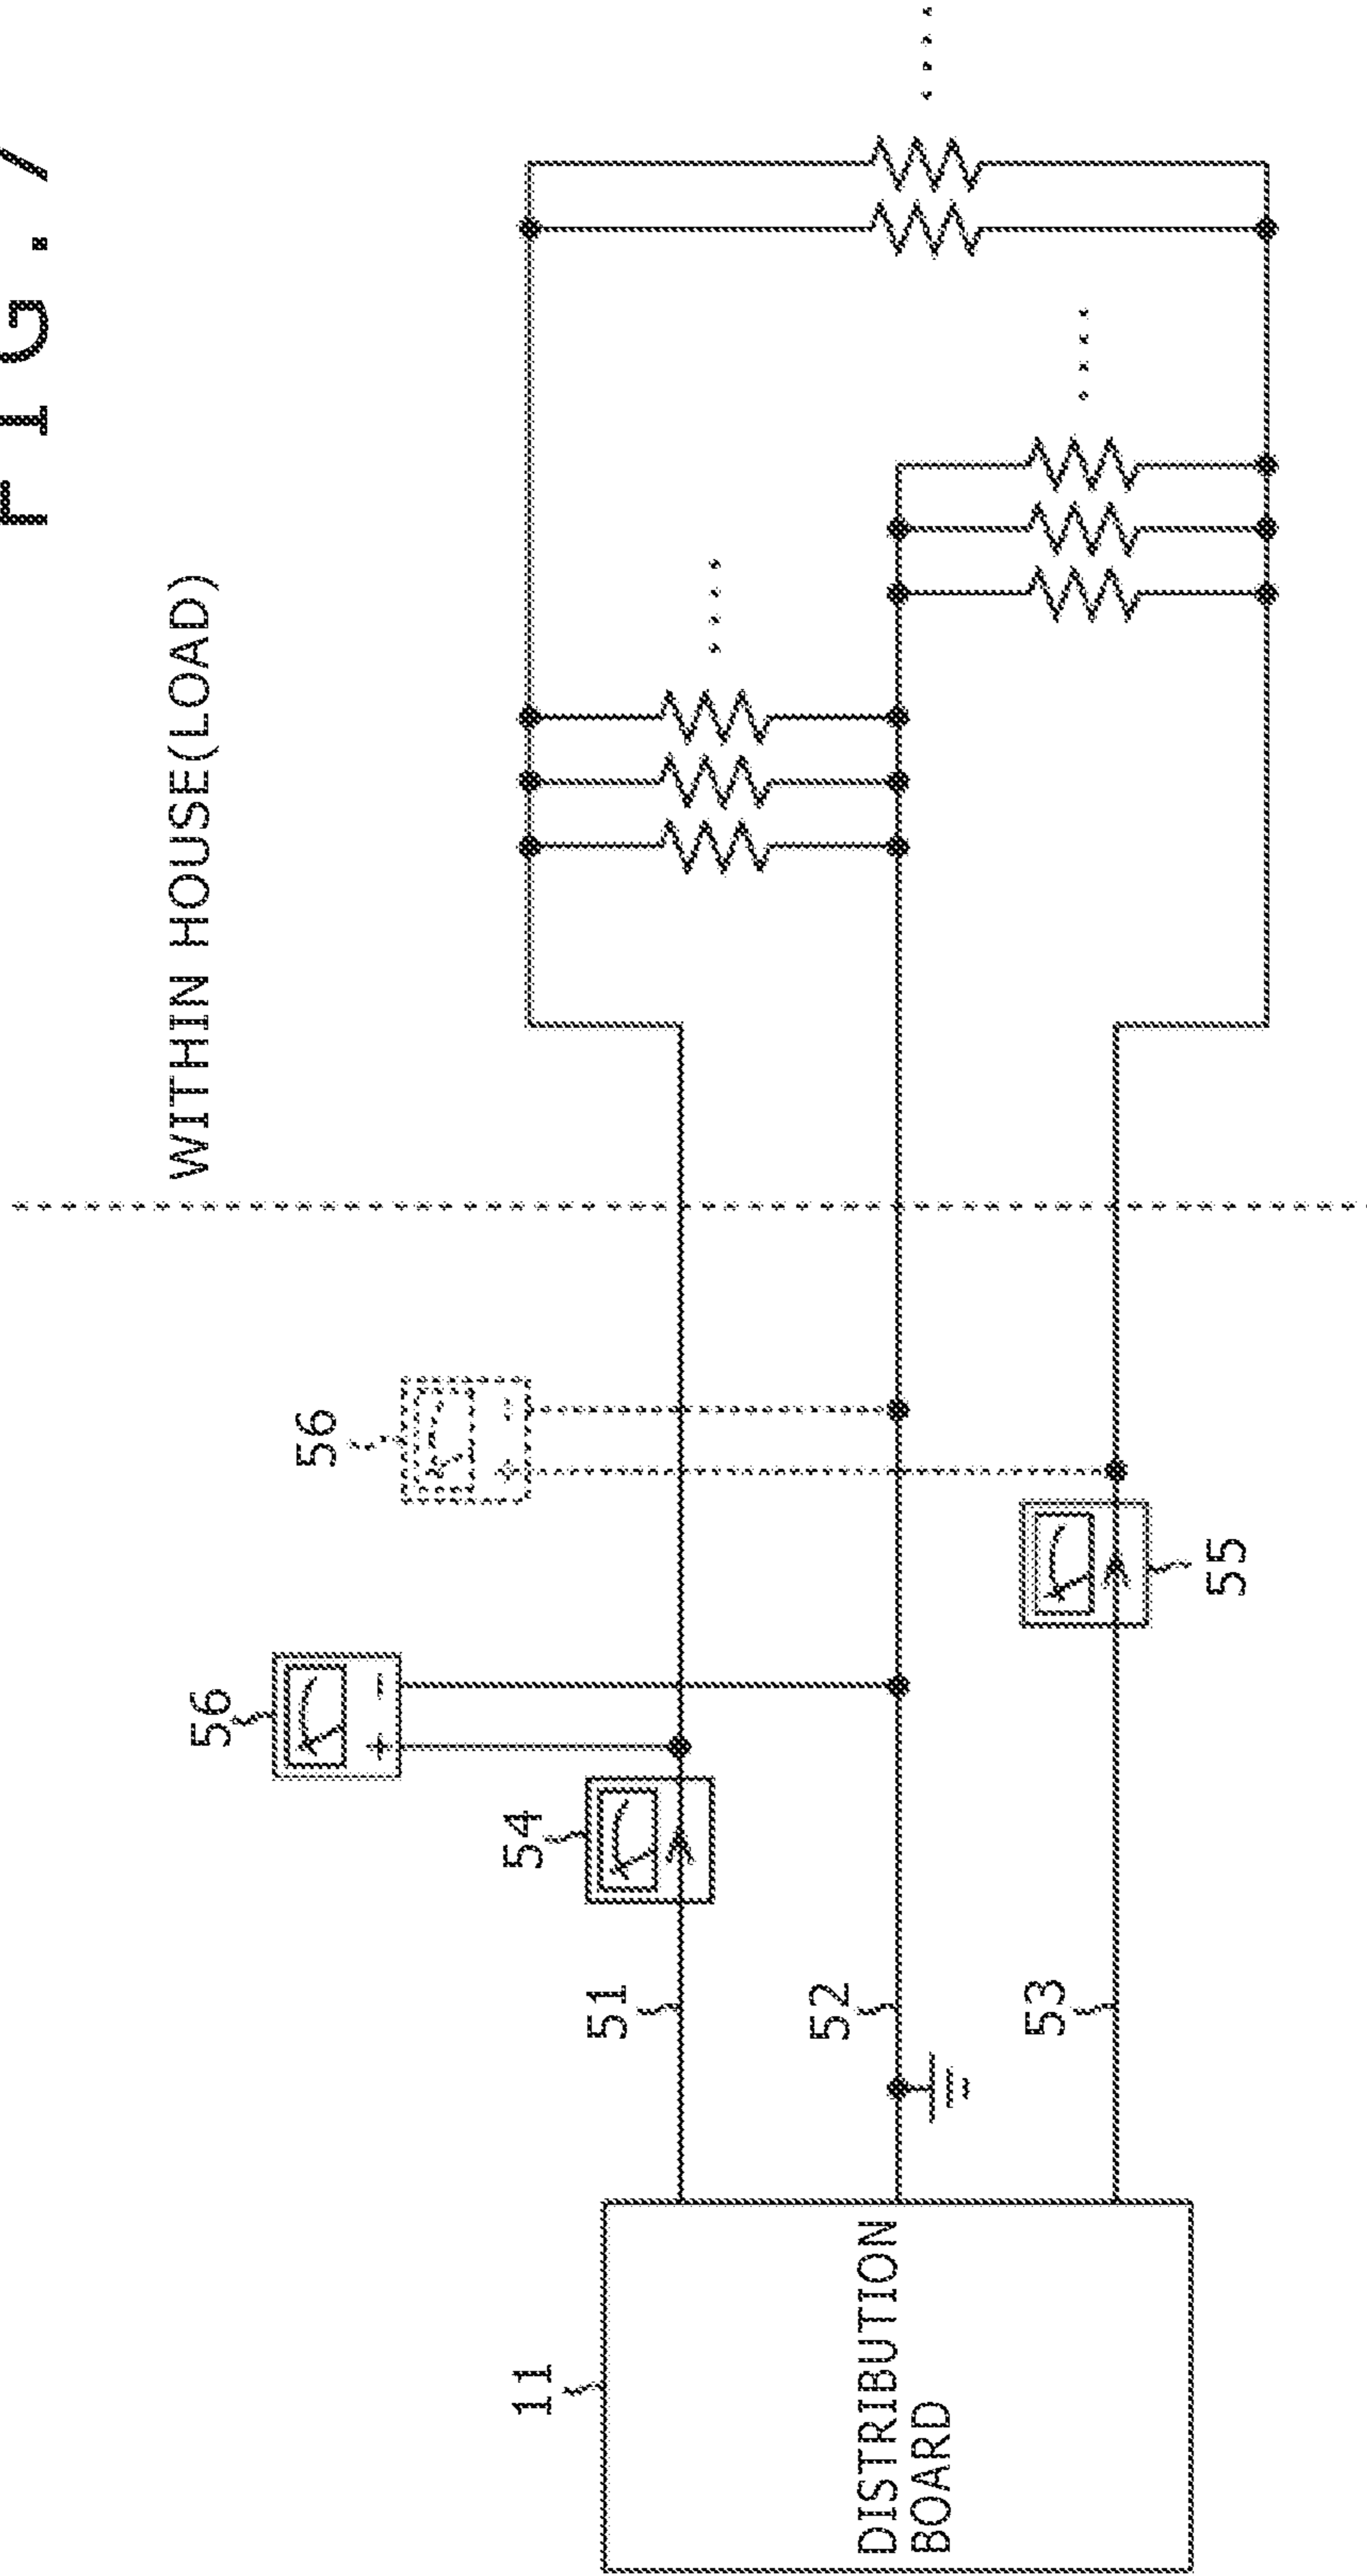 FIG.7
WITHIN HOUSE(LOAD)
56
56
54
51
11
52
DISTRIBUTION
BOARD
53
55
+ -
+ -